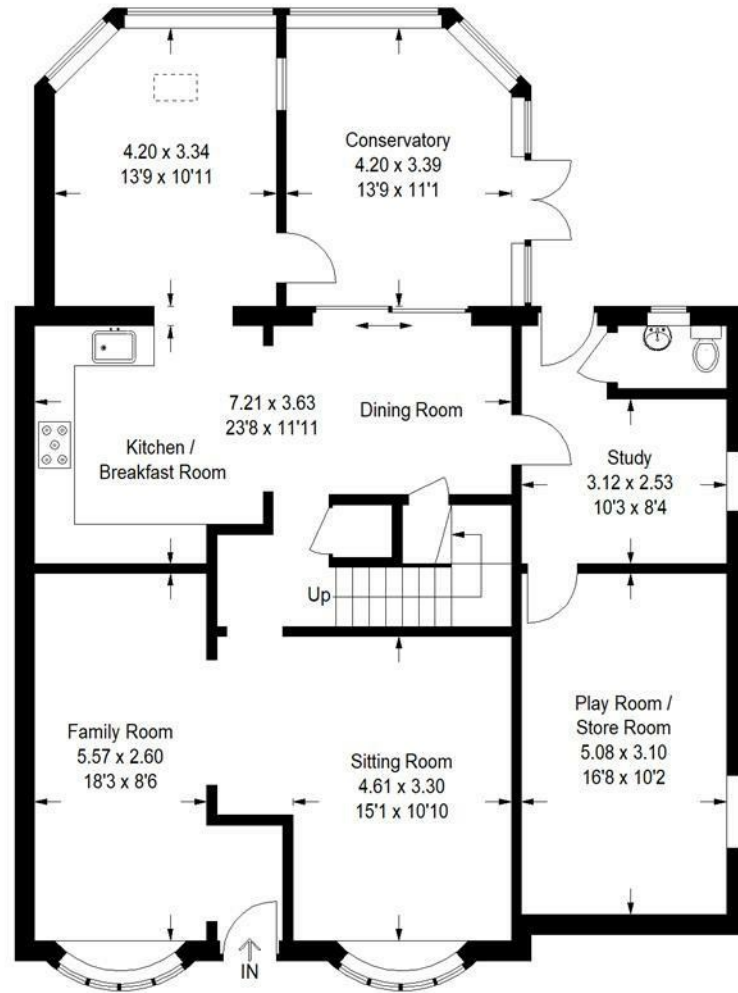 4.20 x 3.34
13'9 x 10'11
Conservatory
4.20 x 3.39
13'9 x 11'1
7.21 x 3.63
23'8 x 11'11
Dining Room
Kitchen /
Breakfast Room
Study
3.12 x 2.53
10'3 x 8'4
Up
Family Room
5.57 x 2.60
18'3 x 8'6
Sitting Room
4.61 x 3.30
15'1 x 10'10
Play Room /
Store Room
5.08 x 3.10
16'8 x 10'2
IN